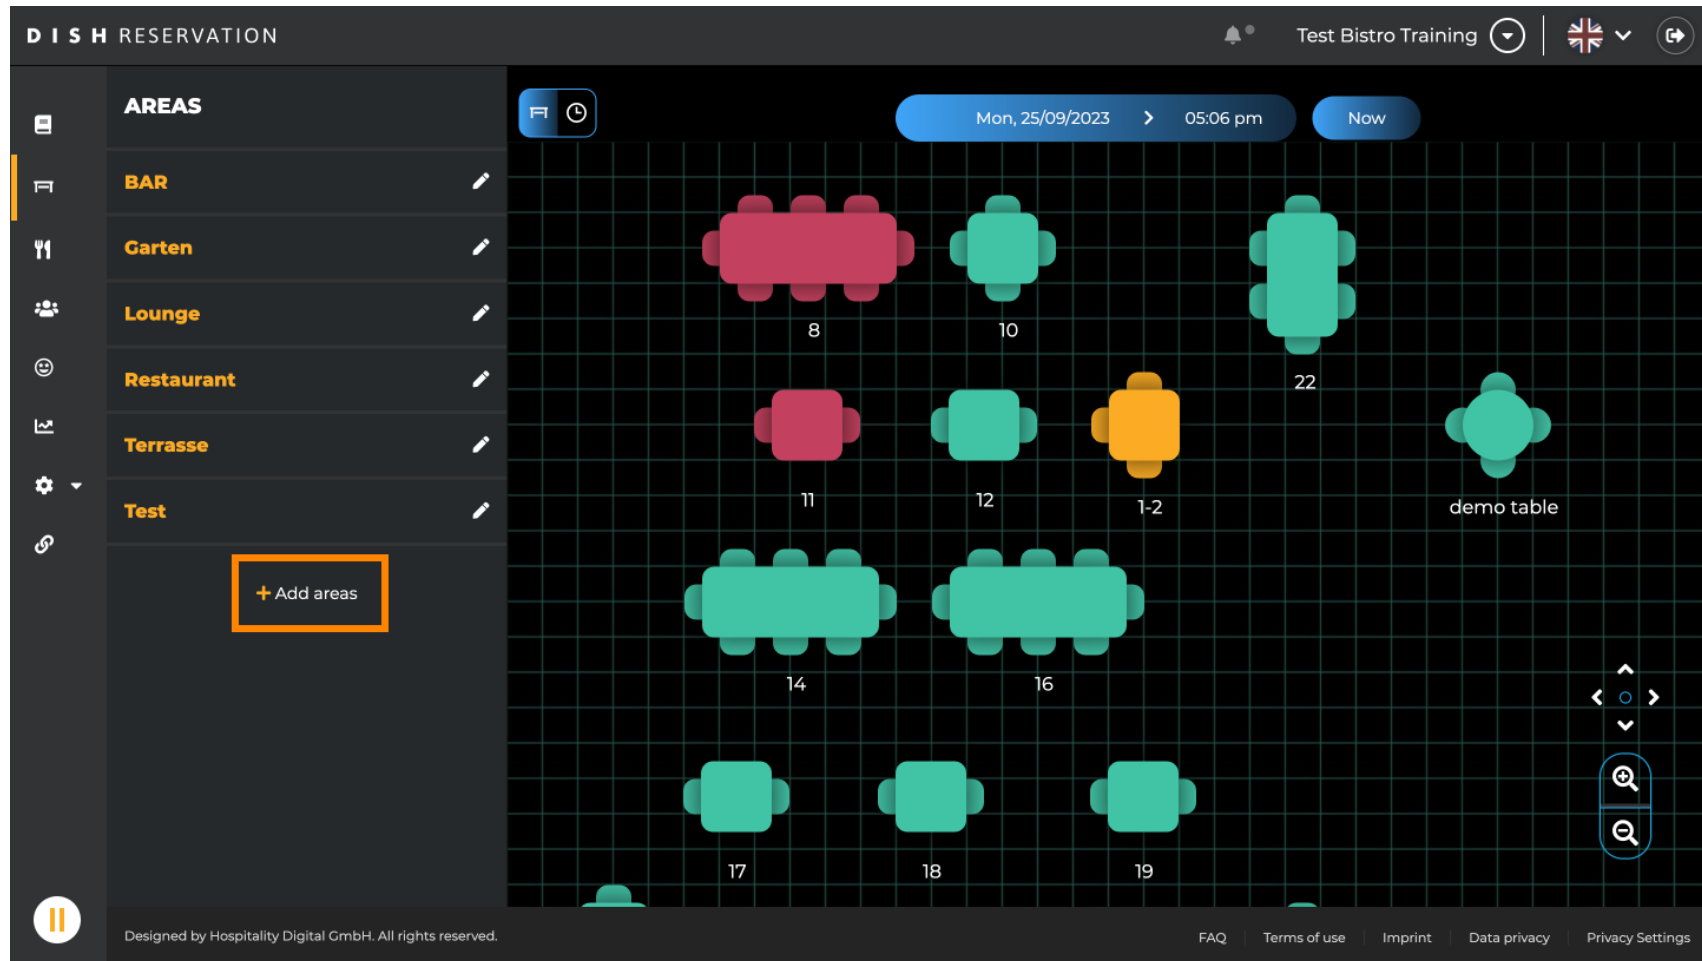 DISH RESERVATION
Test Bistro Training
AREAS
Mon, 25/09/2023 05:06 pm Now
BAR
Garten
Lounge
Restaurant
Terrasse
Test
+ Add areas
8 10
22
11 12 1-2 demo table
14 16
17 18 19
Designed by Hospitality Digital GmbH. All rights reserved.
FAQ | Terms of use | Imprint | Data privacy | Privacy Settings